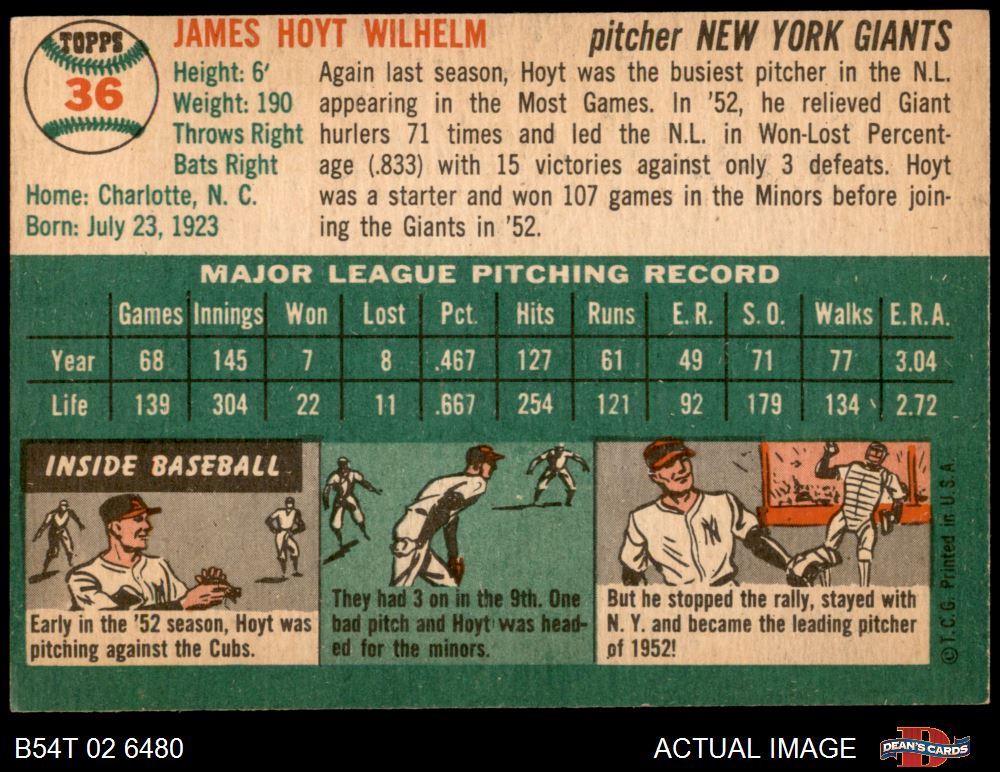 TOPPS
36
JAMES HOYT WILHELM
pitcher NEW YORK GIANTS
Height: 6'
Weight: 190
Throws Right
Bats Right
Home: Charlotte, N. C.
Born: July 23, 1923
Again last season, Hoyt was the busiest pitcher in the N.L.
appearing in the Most Games. In '52, he relieved Giant
hurlers 71 times and led the N.L. in Won-Lost Percent-
age (.833) with 15 victories against only 3 defeats. Hoyt
was a starter and won 107 games in the Minors before join-
ing the Giants in '52.
MAJOR LEAGUE PITCHING RECORD
Games Innings Won Lost Pct. Hits Runs E.R. S.O. Walks E.R.A.
Year 68 145 7 8 .467 127 61 49 71 77 3.04
Life 139 304 22 11 .667 254 121 92 179 134 2.72
INSIDE BASEBALL
Early in the '52 season, Hoyt was
pitching against the Cubs.
They had 3 on in the 9th. One
bad pitch and Hoyt was head-
ed for the minors.
NY
But he stopped the rally, stayed with
N. Y. and became the leading pitcher
of 1952!
© T.C.G. Printed in U.S.A.
B54T 02 6480
ACTUAL IMAGE
D
DEAN'S CARDS